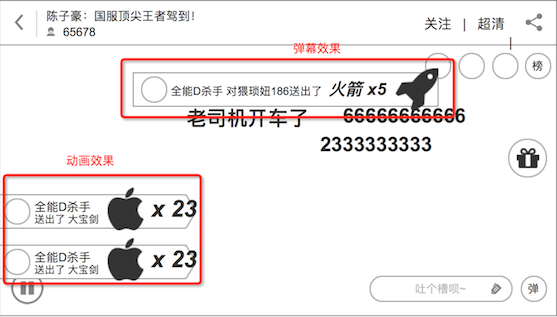 陈子豪：国服顶尖王者驾到！
65678
关注 | 超清
弹幕效果
榜
全能D杀手 对猥琐妞186送出了 火箭 x5
老司机开车了 66666666666
2333333333
动画效果
全能D杀手
送出了 大宝剑
x 23
全能D杀手
送出了 大宝剑
x 23
吐个槽呗~
弹